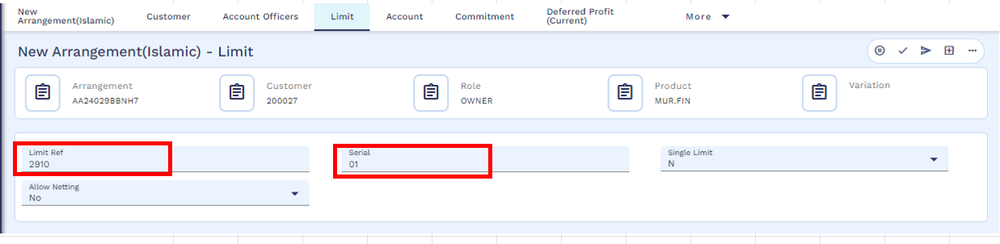 New
Arrangement(Islamic)
Customer
Account Officers
Limit
Account
Commitment
Deferred Profit
(Current)
More
New Arrangement(Islamic) - Limit
Arrangement
AA24029BBNH7
Customer
200027
Role
OWNER
Product
MUR.FIN
Variation
Limit Ref
2910
Serial
01
Single Limit
N
Allow Netting
No